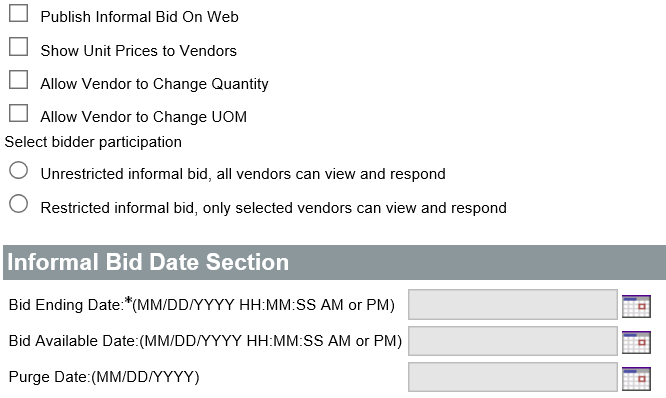 Publish Informal Bid On Web
Show Unit Prices to Vendors
Allow Vendor to Change Quantity
Allow Vendor to Change UOM
Select bidder participation
Unrestricted informal bid, all vendors can view and respond
Restricted informal bid, only selected vendors can view and respond
Informal Bid Date Section
Bid Ending Date:*(MM/DD/YYYY HH:MM:SS AM or PM)
Bid Available Date:(MM/DD/YYYY HH:MM:SS AM or PM)
Purge Date:(MM/DD/YYYY)